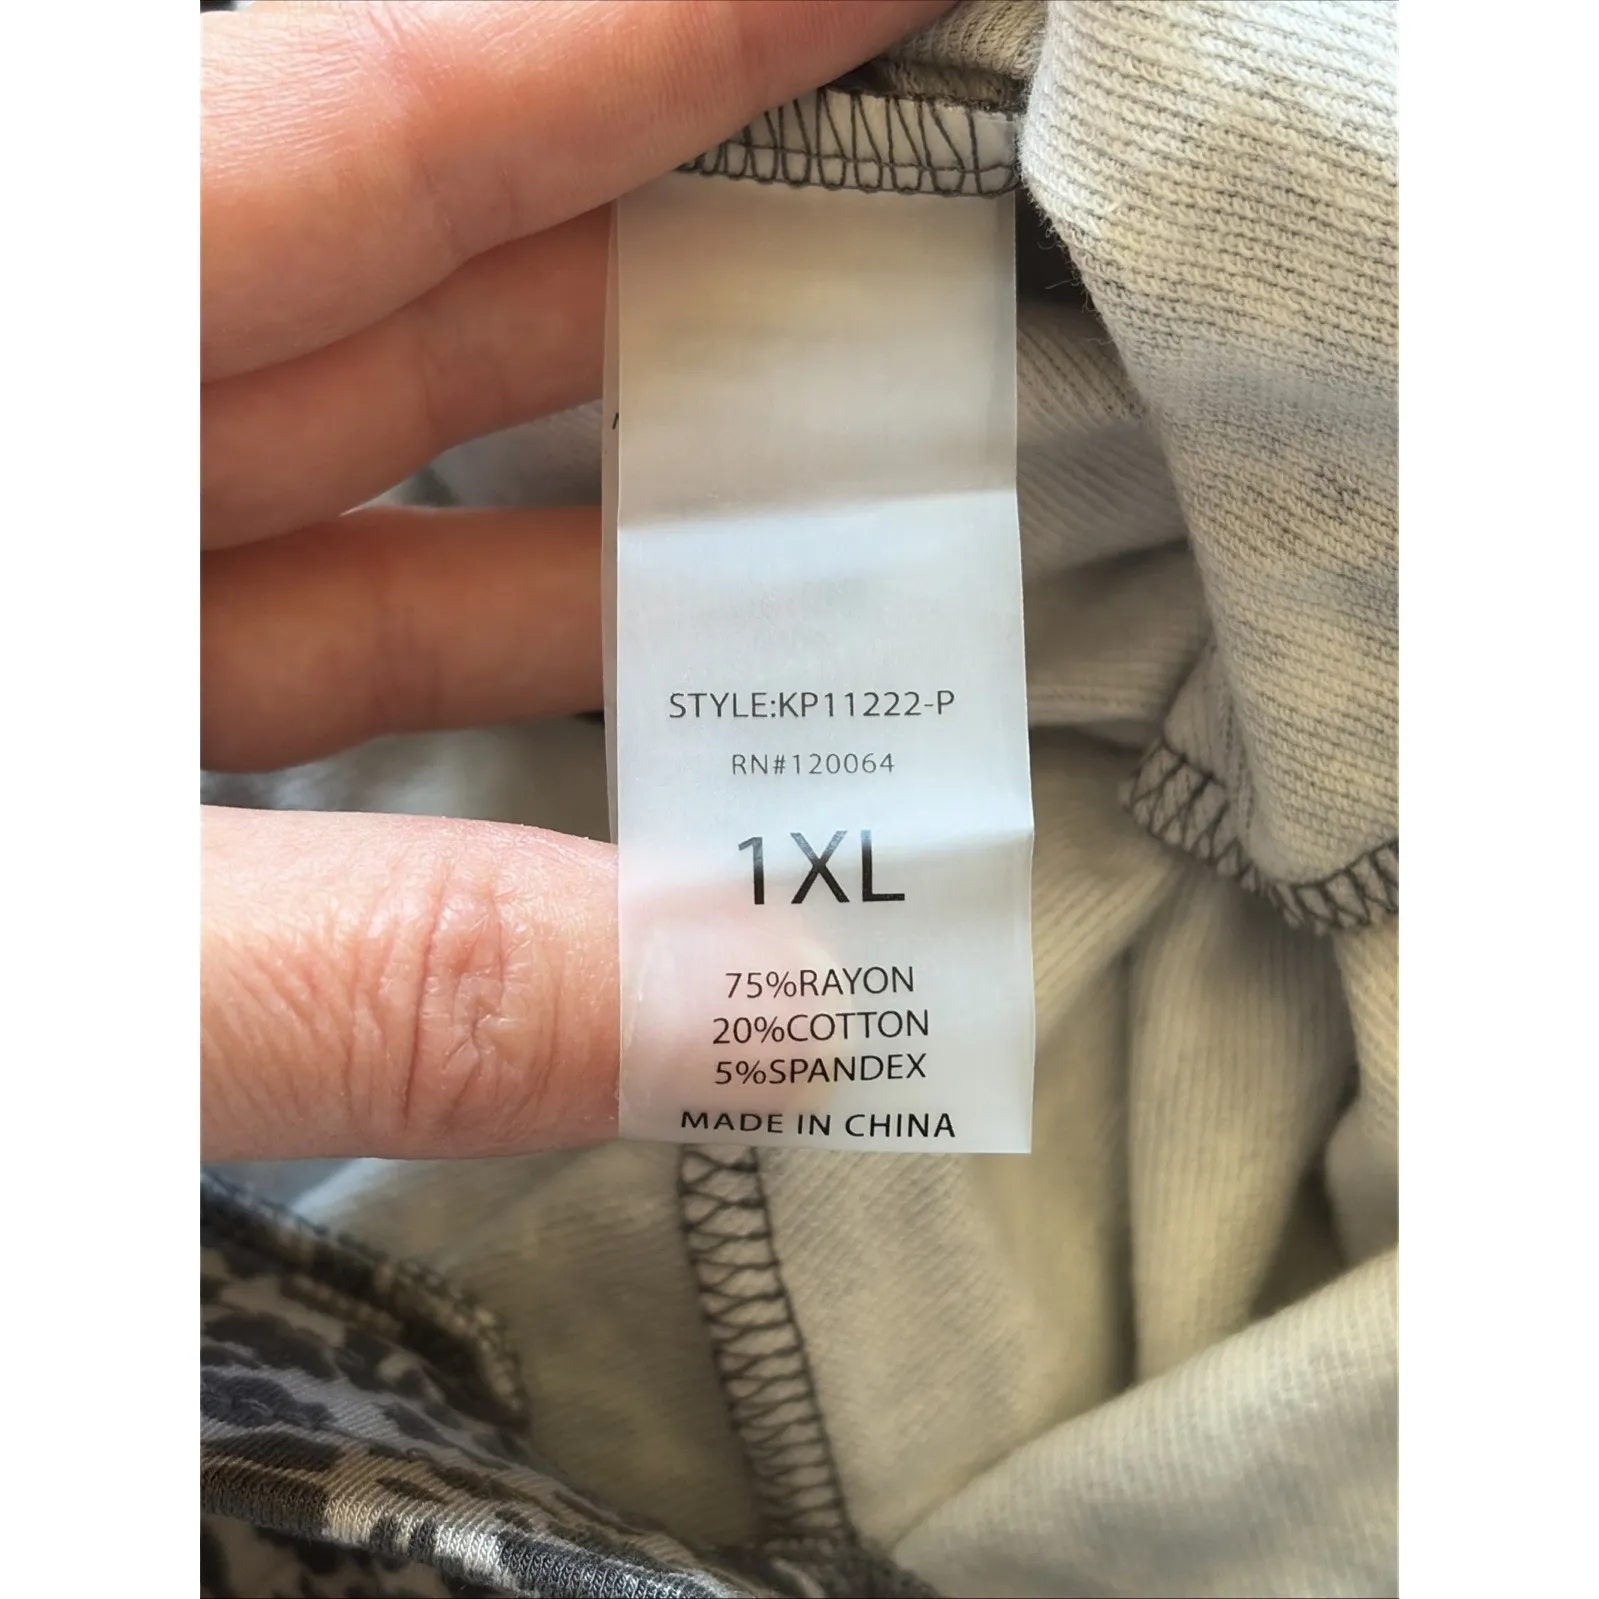 STYLE:KP11222-P
RN#120064
1XL
75%RAYON
20%COTTON
5%SPANDEX
MADE IN CHINA